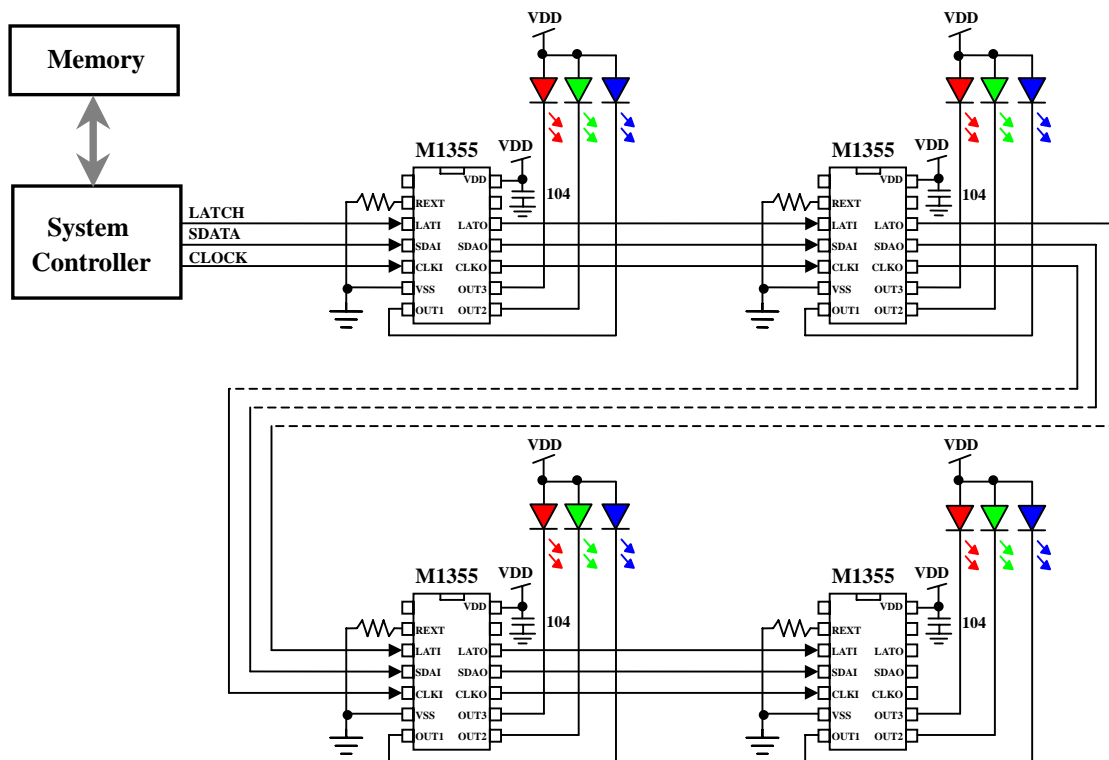 Memory
System
Controller
LATCH
SDATA
CLOCK
VDD
M1355
VDD
VDD
104
REXT
LATI
LATO
SDAI
SDAO
CLKI
CLKO
VSS
OUT3
OUT1
OUT2
VDD
M1355
VDD
VDD
104
REXT
LATI
LATO
SDAI
SDAO
CLKI
CLKO
VSS
OUT3
OUT1
OUT2
VDD
M1355
VDD
VDD
104
REXT
LATI
LATO
SDAI
SDAO
CLKI
CLKO
VSS
OUT3
OUT1
OUT2
VDD
M1355
VDD
VDD
104
REXT
LATI
LATO
SDAI
SDAO
CLKI
CLKO
VSS
OUT3
OUT1
OUT2